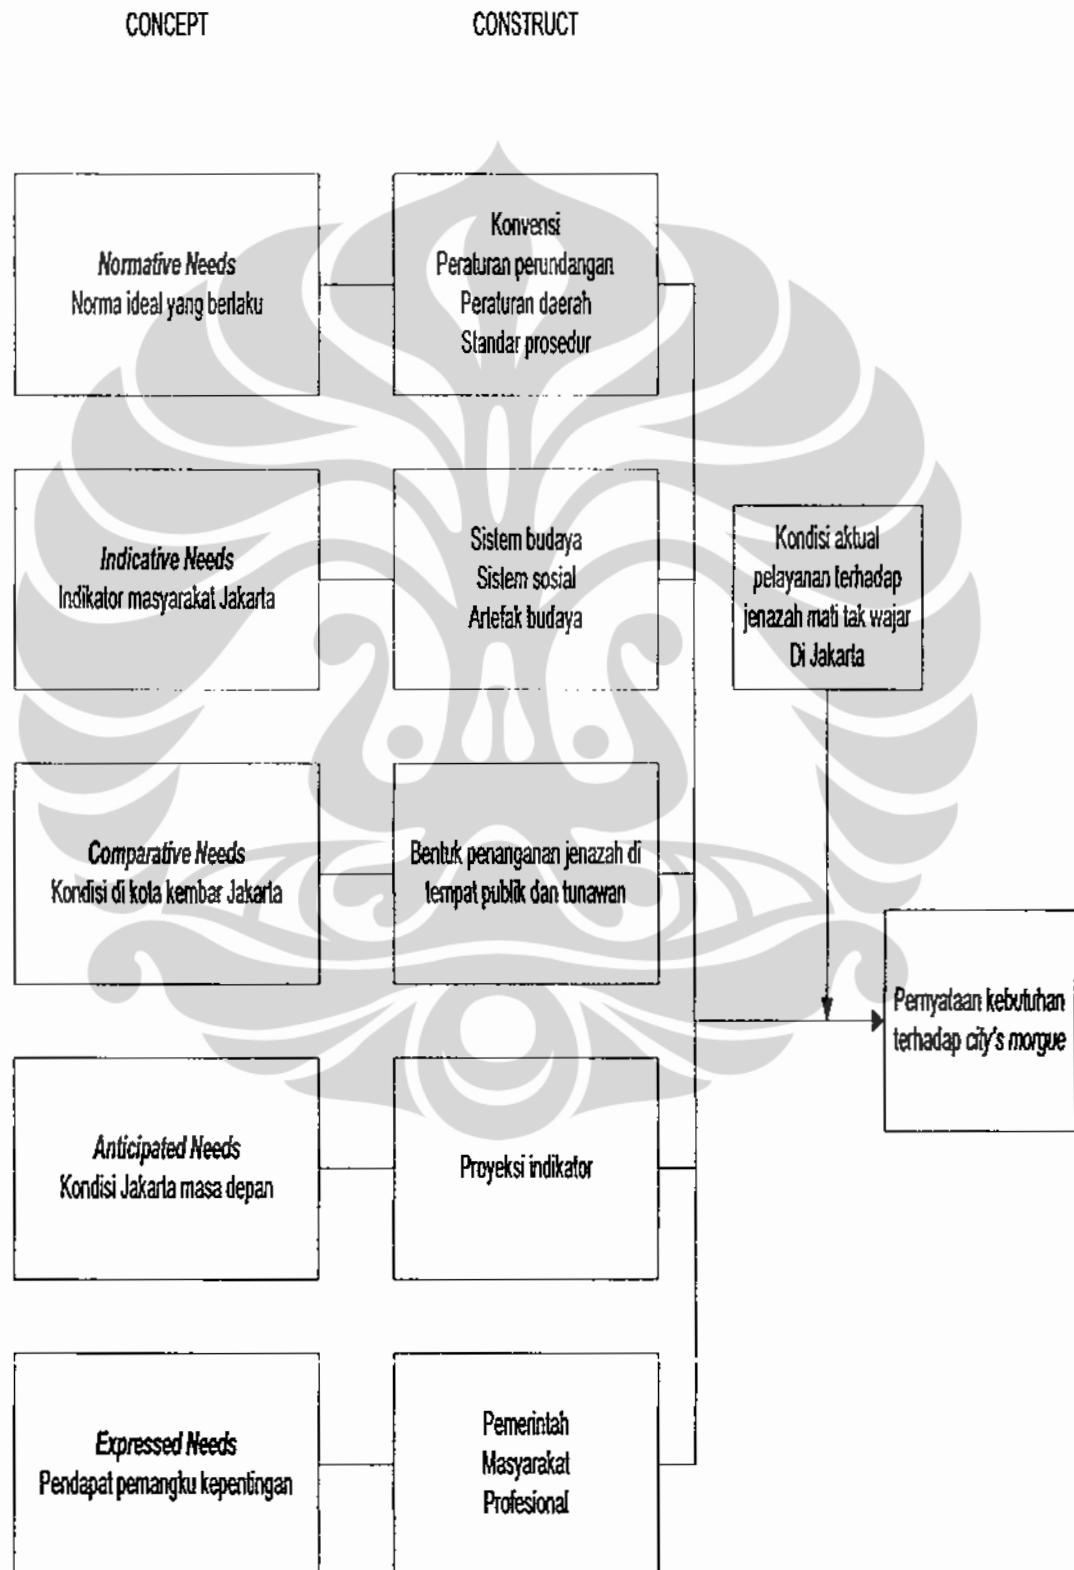 CONCEPT
CONSTRUCT
Normative Needs
Norma ideal yang berlaku
Konvensi
Peraturan perundangan
Peraturan daerah
Standar prosedur
Indicative Needs
Indikator masyarakat Jakarta
Sistem budaya
Sistem sosial
Artefak budaya
Kondisi aktual
pelayanan terhadap
jenazah mati tak wajar
Di Jakarta
Comparative Needs
Kondisi di kota kembar Jakarta
Bentuk penanganan jenazah di
tempat publik dan tunawan
Pernyataan kebutuhan
terhadap city's morgue
Anticipated Needs
Kondisi Jakarta masa depan
Proyeksi indikator
Expressed Needs
Pendapat pemangku kepentingan
Pemerintah
Masyarakat
Profesional